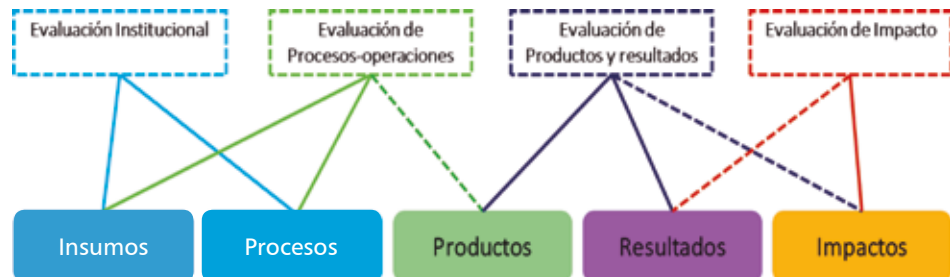 Evaluación Institucional
Evaluación de
Procesos-operaciones
Evaluación de
Productos y resultados
Evaluación de Impacto
Insumos
Procesos
Productos
Resultados
Impactos